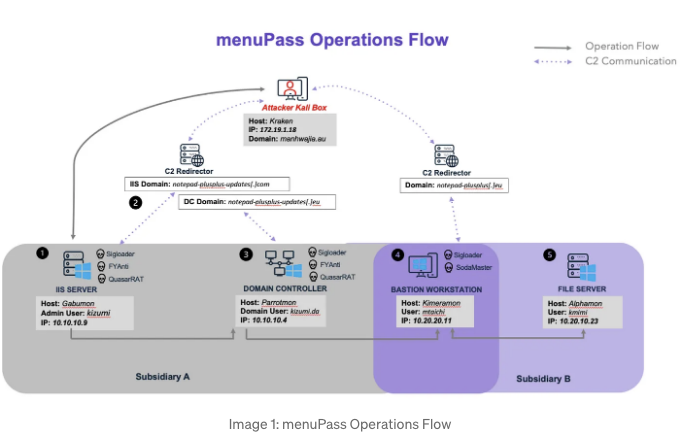 menuPass Operations Flow
Operation Flow
C2 Communication
Attacker Kali Box
Host: Kraken
IP: 172.19.1.18
Domain: manhwajia.au
C2 Redirector
IIS Domain: notepad-plusplus-updates[.]com
2
DC Domain: notepad-plusplus-updates[.]eu
C2 Redirector
Domain: notepad-plusplus[.]eu
1
Sigloader
FYAnti
QuasarRAT
IIS SERVER
Host: Gabumon
Admin User: kizumi
IP: 10.10.10.9
3
Sigloader
FYAnti
QuasarRAT
DOMAIN CONTROLLER
Host: Parrotmon
Domain User: kizumi.da
IP: 10.10.10.4
4
Sigloader
SodaMaster
BASTION WORKSTATION
Host: Kimeramon
User: mtoichi
IP: 10.20.20.11
5
FILE SERVER
Host: Alphamon
User: kmimi
IP: 10.20.10.23
Subsidiary A
Subsidiary B
Image 1: menuPass Operations Flow